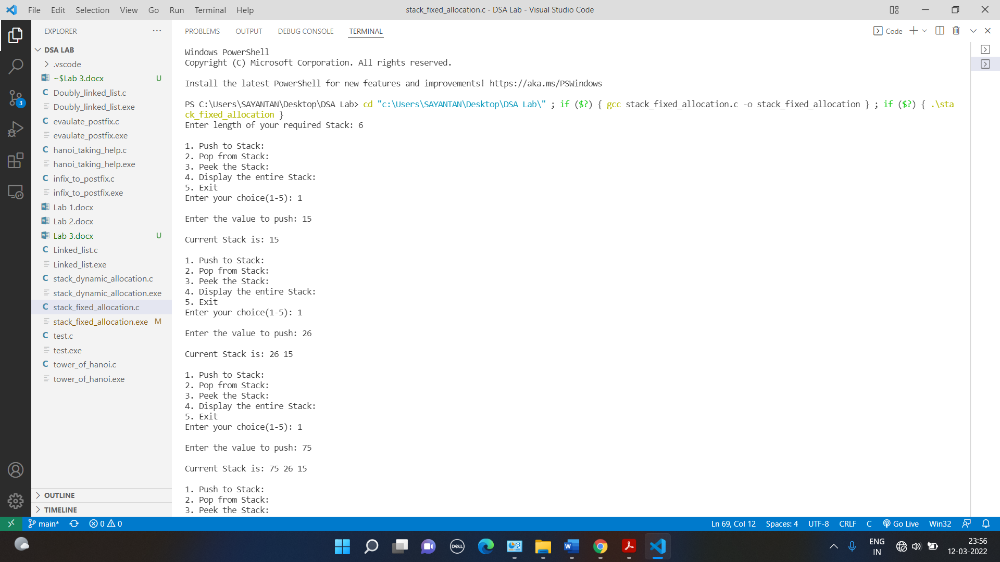 File Edit Selection View Go Run Terminal Help
stack_fixed_allocation.c - DSA Lab - Visual Studio Code
EXPLORER
DSA LAB
.vscode
~$Lab 3.docx U
Doubly_linked_list.c
Doubly_linked_list.exe
evaulate_postfix.c
evaulate_postfix.exe
hanoi_taking_help.c
hanoi_taking_help.exe
infix_to_postfix.c
infix_to_postfix.exe
Lab 1.docx
Lab 2.docx
Lab 3.docx U
Linked_list.c
Linked_list.exe
stack_dynamic_allocation.c
stack_dynamic_allocation.exe
stack_fixed_allocation.c
stack_fixed_allocation.exe M
test.c
test.exe
tower_of_hanoi.c
tower_of_hanoi.exe
OUTLINE
TIMELINE
3
PROBLEMS OUTPUT DEBUG CONSOLE TERMINAL
Code
Windows PowerShell
Copyright (C) Microsoft Corporation. All rights reserved.
Install the latest PowerShell for new features and improvements! https://aka.ms/PSWindows
PS C:\Users\SAYANTAN\Desktop\DSA Lab> cd "c:\Users\SAYANTAN\Desktop\DSA Lab\" ; if ($?) { gcc stack_fixed_allocation.c -o stack_fixed_allocation } ; if ($?) { .\sta
ck_fixed_allocation }
Enter length of your required Stack: 6
1. Push to Stack:
2. Pop from Stack:
3. Peek the Stack:
4. Display the entire Stack:
5. Exit
Enter your choice(1-5): 1
Enter the value to push: 15
Current Stack is: 15
1. Push to Stack:
2. Pop from Stack:
3. Peek the Stack:
4. Display the entire Stack:
5. Exit
Enter your choice(1-5): 1
Enter the value to push: 26
Current Stack is: 26 15
1. Push to Stack:
2. Pop from Stack:
3. Peek the Stack:
4. Display the entire Stack:
5. Exit
Enter your choice(1-5): 1
Enter the value to push: 75
Current Stack is: 75 26 15
1. Push to Stack:
2. Pop from Stack:
3. Peek the Stack:
main* 0 0
Ln 69, Col 12 Spaces: 4 UTF-8 CRLF C Go Live Win32
DELL
ENG
IN
23:56
12-03-2022